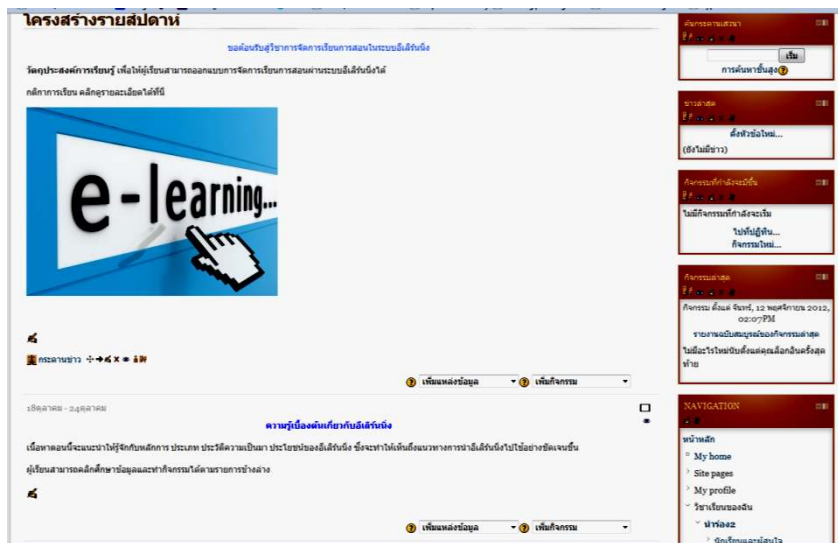 โครงสร้างรายสัปดาห์
ขอต้อนรับสู่วิชาการจัดการเรียนการสอนในระบบอีเลิร์นนิ่ง
วัตถุประสงค์การเรียนรู้ เพื่อให้ผู้เรียนสามารถออกแบบการจัดการเรียนการสอนผ่านระบบอีเลิร์นนิ่งได้
กติกาการเรียน คลิกดูรายละเอียดได้ที่นี่
e-learning...
กระดานข่าว
เพิ่มแหล่งข้อมูล
เพิ่มกิจกรรม
18ตุลาคม - 24ตุลาคม
ความรู้เบื้องต้นเกี่ยวกับอีเลิร์นนิ่ง
เนื้อหาตอนนี้จะแนะนำให้รู้จักกับหลักการ ประเภท ประวัติความเป็นมา ประโยชน์ของอีเลิร์นนิ่ง ซึ่งจะทำให้เห็นถึงแนวทางการนำอีเลิร์นนิ่งไปใช้อย่างชัดเจนขึ้น
ผู้เรียนสามารถคลิกศึกษาข้อมูลและทำกิจกรรมได้ตามรายการข้างล่าง
เพิ่มแหล่งข้อมูล
เพิ่มกิจกรรม
ค้นกระดานเสวนา
เริ่ม
การค้นหาขั้นสูง
ข่าวล่าสุด
ตั้งหัวข้อใหม่...
(ยังไม่มีข่าว)
กิจกรรมที่กำลังจะมีขึ้น
ไม่มีกิจกรรมที่กำลังจะเริ่ม
ไปที่ปฏิทิน...
กิจกรรมใหม่...
กิจกรรมล่าสุด
กิจกรรม ตั้งแต่ จันทร์, 12 พฤศจิกายน 2012,
02:07PM
รายงานฉบับสมบูรณ์ของกิจกรรมล่าสุด
ไม่มีอะไรใหม่นับตั้งแต่คุณล็อกอินครั้งสุด
ท้าย
NAVIGATION
หน้าหลัก
My home
Site pages
My profile
วิชาเรียนของฉัน
นำร่อง2
นักเรียนและผู้สนใจ